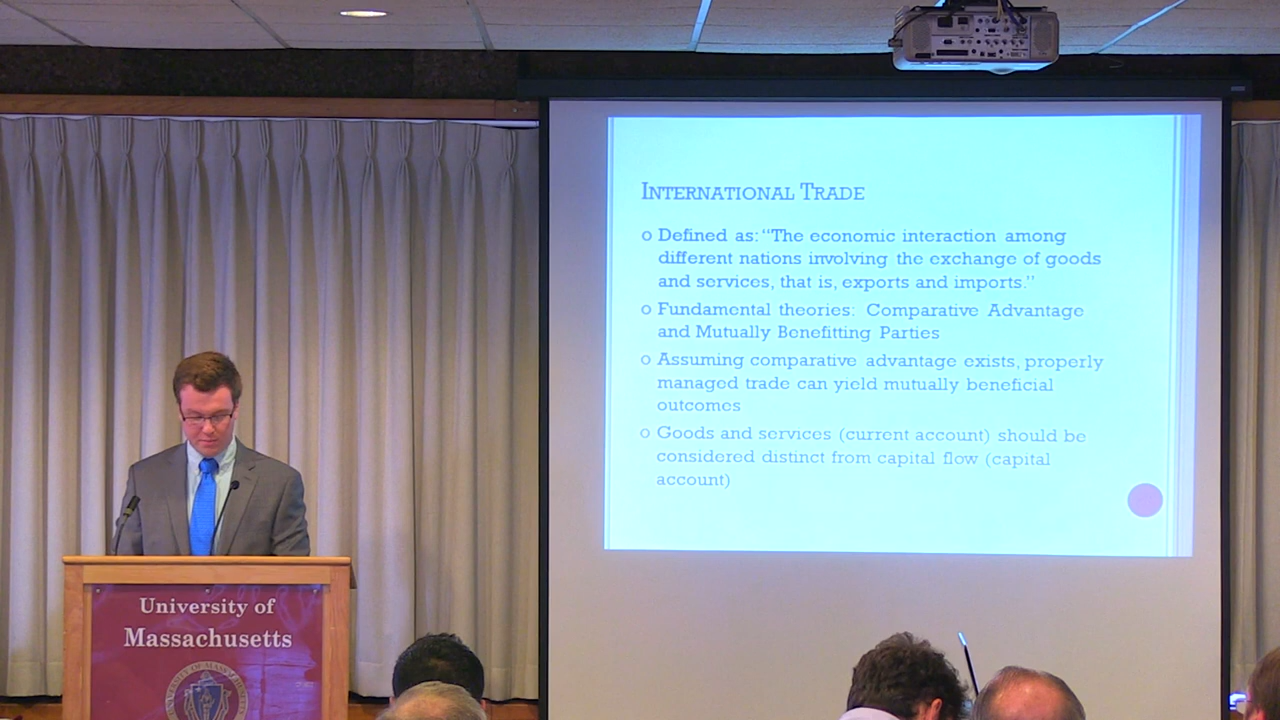 INTERNATIONAL TRADE
o Defined as: “The economic interaction among
different nations involving the exchange of goods
and services, that is, exports and imports.”
o Fundamental theories: Comparative Advantage
and Mutually Benefitting Parties
o Assuming comparative advantage exists, properly
managed trade can yield mutually beneficial
outcomes
o Goods and services (current account) should be
considered distinct from capital flow (capital
account)
University of
Massachusetts